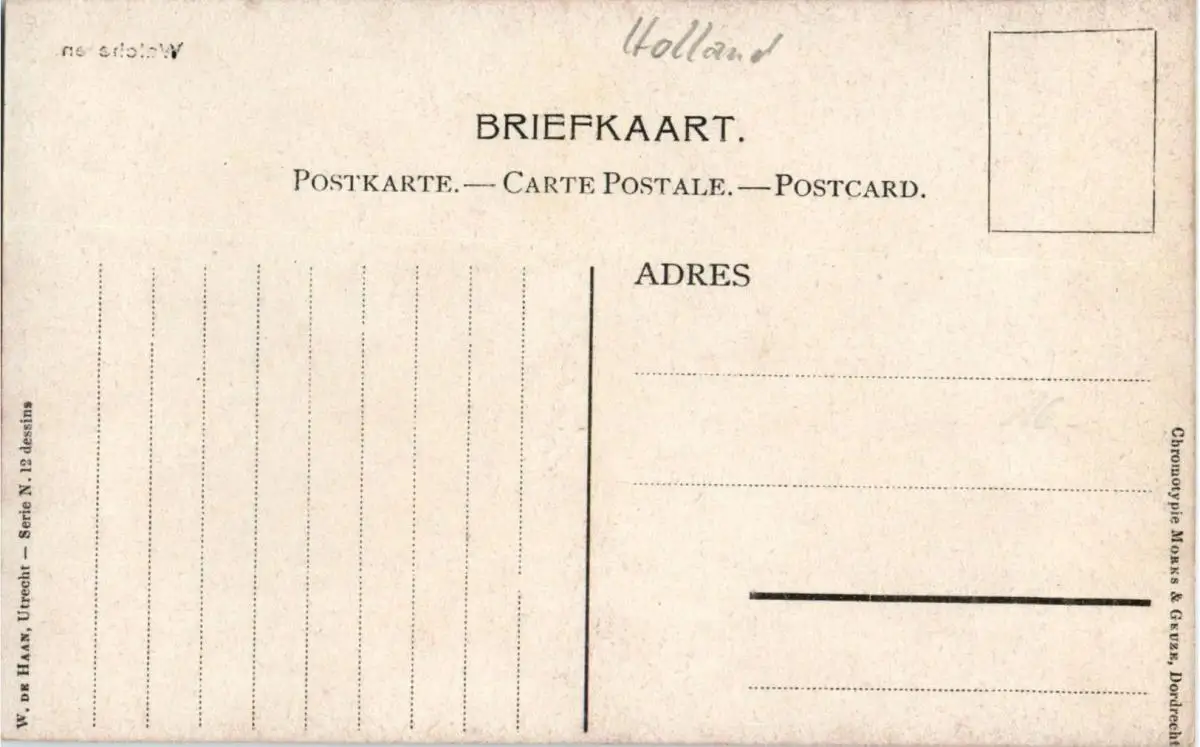 Holland
BRIEFKAART.
POSTKARTE. — CARTE POSTALE. — POSTCARD.
ADRES
W. DE HAAN, Utrecht — Serie N. 12 dessins
Chromotypie MORKS & GEUZE, Dordrecht